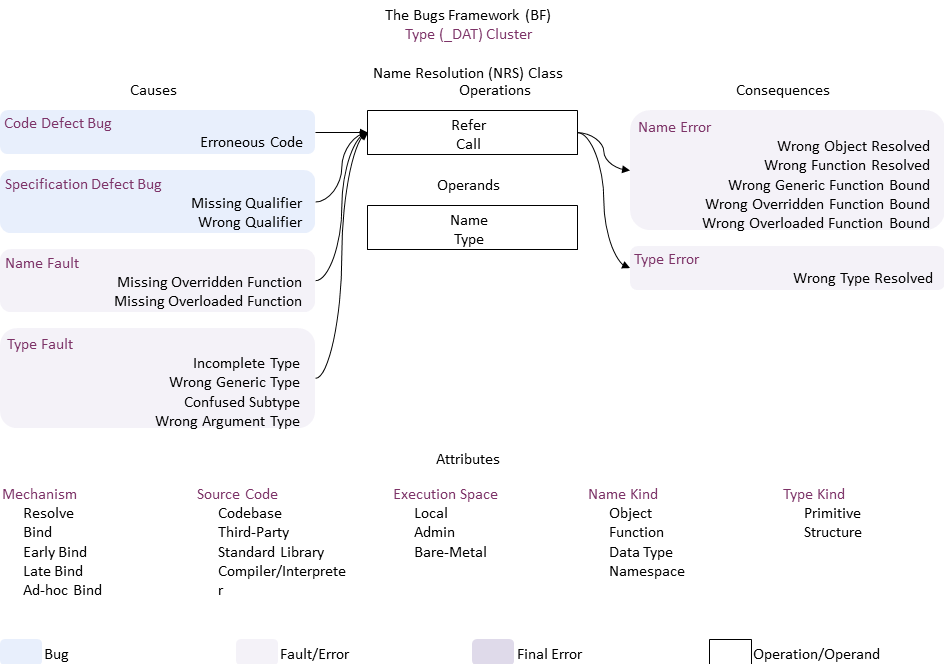 The Bugs Framework (BF)
Type (_DAT) Cluster
Name Resolution (NRS) Class
Causes
Operations
Consequences
Code Defect Bug
Erroneous Code
Specification Defect Bug
Missing Qualifier
Wrong Qualifier
Name Fault
Missing Overridden Function
Missing Overloaded Function
Type Fault
Incomplete Type
Wrong Generic Type
Confused Subtype
Wrong Argument Type
Refer
Call
Operands
Name
Type
Name Error
Wrong Object Resolved
Wrong Function Resolved
Wrong Generic Function Bound
Wrong Overridden Function Bound
Wrong Overloaded Function Bound
Type Error
Wrong Type Resolved
Attributes
Mechanism
Resolve
Bind
Early Bind
Late Bind
Ad-hoc Bind
Source Code
Codebase
Third-Party
Standard Library
Compiler/Interprete
r
Execution Space
Local
Admin
Bare-Metal
Name Kind
Object
Function
Data Type
Namespace
Type Kind
Primitive
Structure
Bug
Fault/Error
Final Error
Operation/Operand